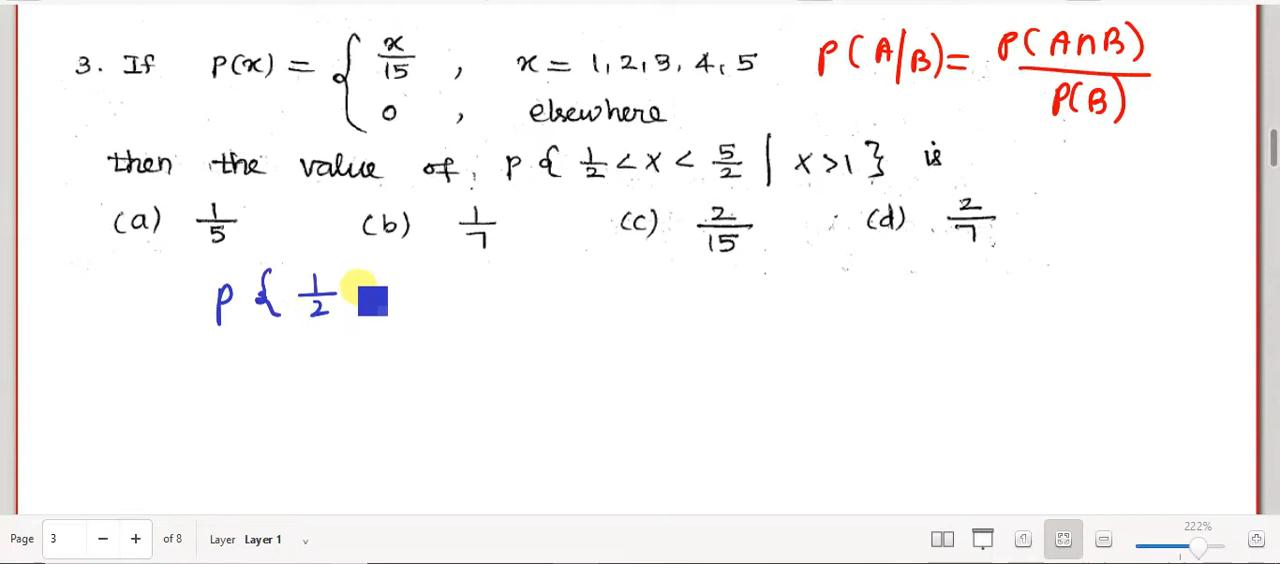 3. If P(x) = { x/15 , x = 1, 2, 3, 4, 5
0 , elsewhere
P(A/B) = P(A∩B)/P(B)
then the value of P{ 1/2 < X < 5/2 | X > 1 } is
(a) 1/5 (b) 1/7 (c) 2/15 (d) 2/7
P { 1/2
Page 3 − + of 8 Layer Layer 1 222%